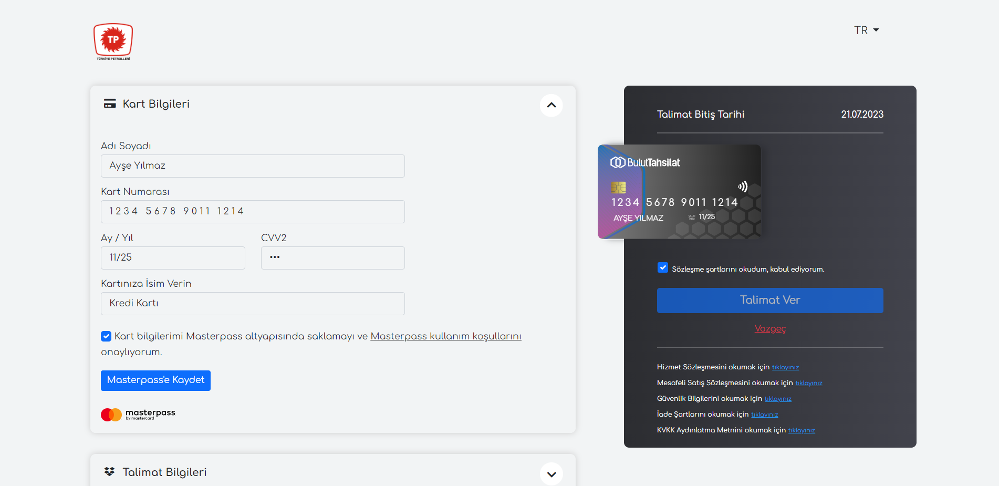 TP
TÜRKİYE PETROLLERİ
TR
Kart Bilgileri
Adı Soyadı
Ayşe Yılmaz
Kart Numarası
1234 5678 9011 1214
Ay / Yıl
CVV2
11/25
•••
Kartınıza İsim Verin
Kredi Kartı
Kart bilgilerimi Masterpass altyapısında saklamayı ve Masterpass kullanım koşullarını
onaylıyorum.
Masterpass'e Kaydet
masterpass
by mastercard
Talimat Bilgileri
Talimat Bitiş Tarihi 21.07.2023
BulutTahsilat
1234 5678 9011 1214
AYŞE YILMAZ VALID THRU 11/25
Sözleşme şartlarını okudum, kabul ediyorum.
Talimat Ver
Vazgeç
Hizmet Sözleşmesini okumak için tıklayınız
Mesafeli Satış Sözleşmesini okumak için tıklayınız
Güvenlik Bilgilerini okumak için tıklayınız
İade Şartlarını okumak için tıklayınız
KVKK Aydınlatma Metnini okumak için tıklayınız